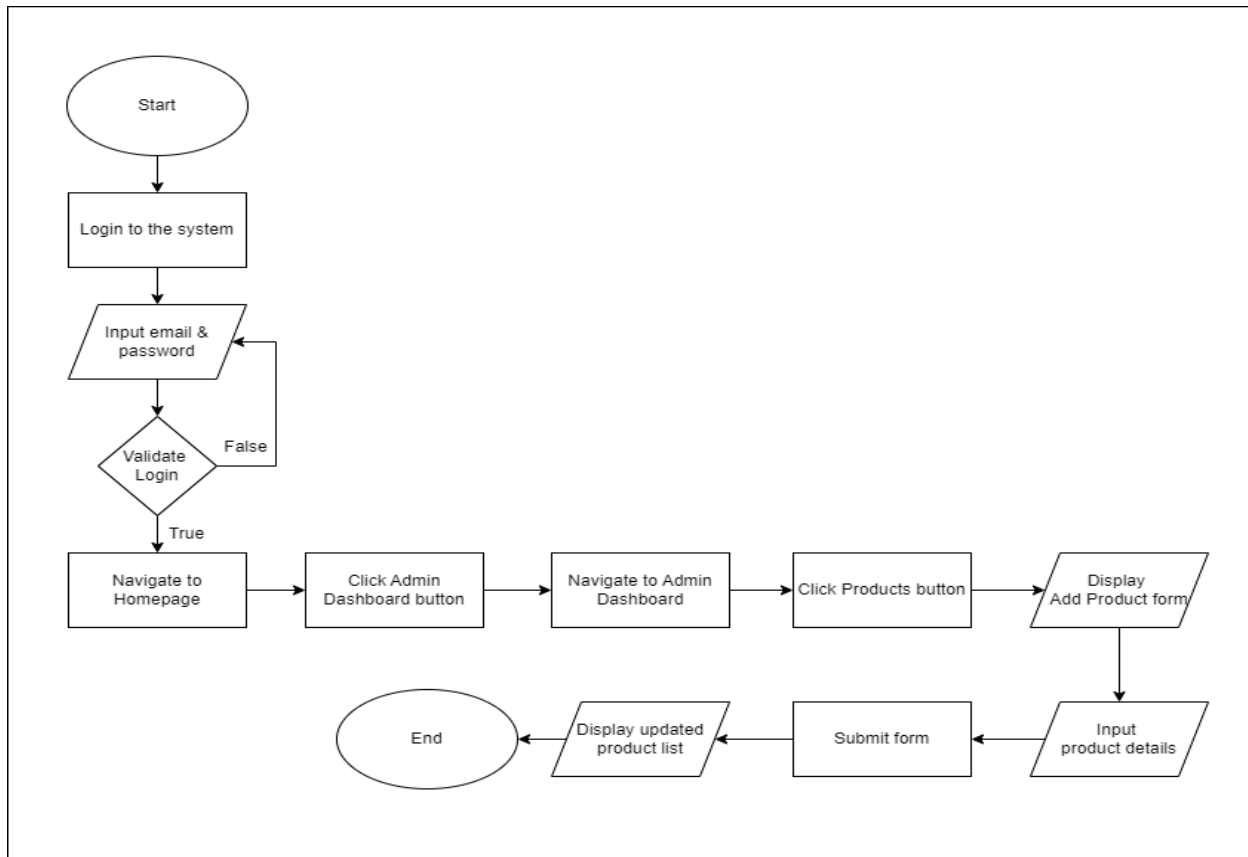 Start
Login to the system
Input email &
password
Validate
Login
False
True
Navigate to
Homepage
Click Admin
Dashboard button
Navigate to Admin
Dashboard
Click Products button
Display
Add Product form
Input
product details
Submit form
Display updated
product list
End